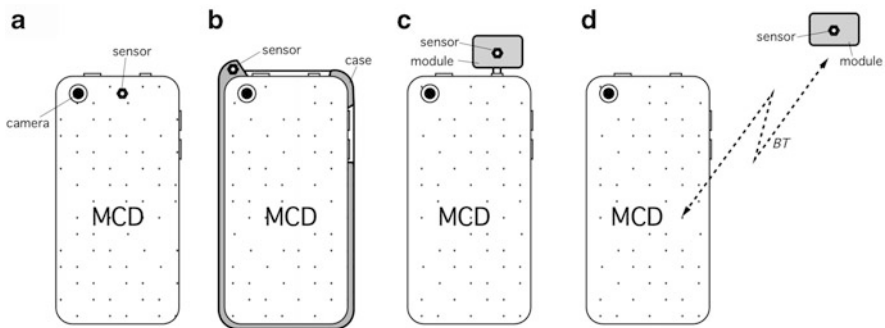 a
sensor
camera
MCD
b
sensor
case
MCD
c
sensor
module
MCD
d
sensor
module
BT
MCD